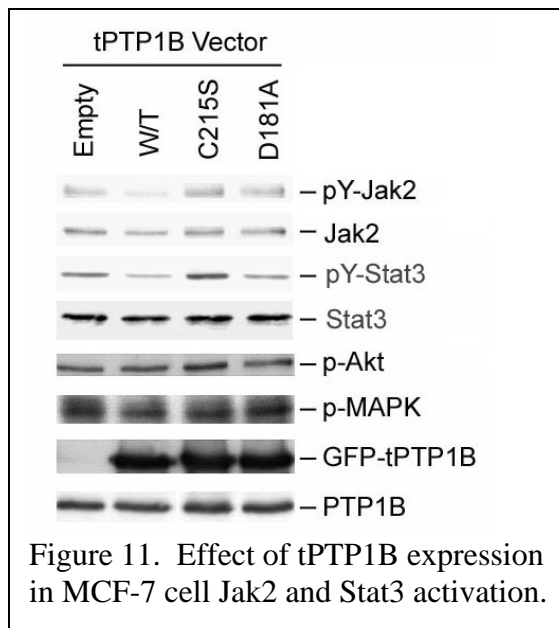 tPTP1B Vector
Empty
W/T
C215S
D181A
– pY-Jak2
– Jak2
– pY-Stat3
– Stat3
– p-Akt
– p-MAPK
– GFP-tPTP1B
– PTP1B
Figure 11. Effect of tPTP1B expression
in MCF-7 cell Jak2 and Stat3 activation.